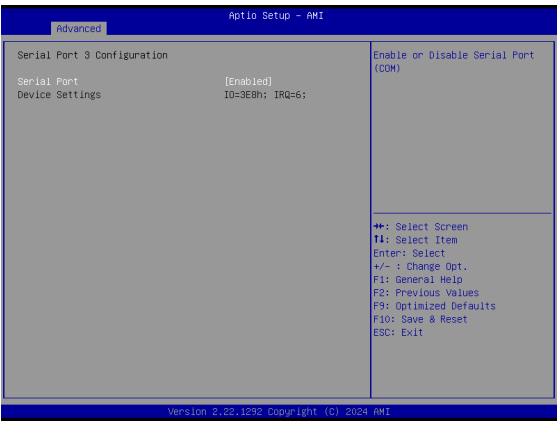 Aptio Setup - AMI
Advanced
Serial Port 3 Configuration
Serial Port [Enabled]
Device Settings IO=3E8h; IRQ=6;
Enable or Disable Serial Port
(COM)
→←: Select Screen
↑↓: Select Item
Enter: Select
+/- : Change Opt.
F1: General Help
F2: Previous Values
F9: Optimized Defaults
F10: Save & Reset
ESC: Exit
Version 2.22.1292 Copyright (C) 2024 AMI